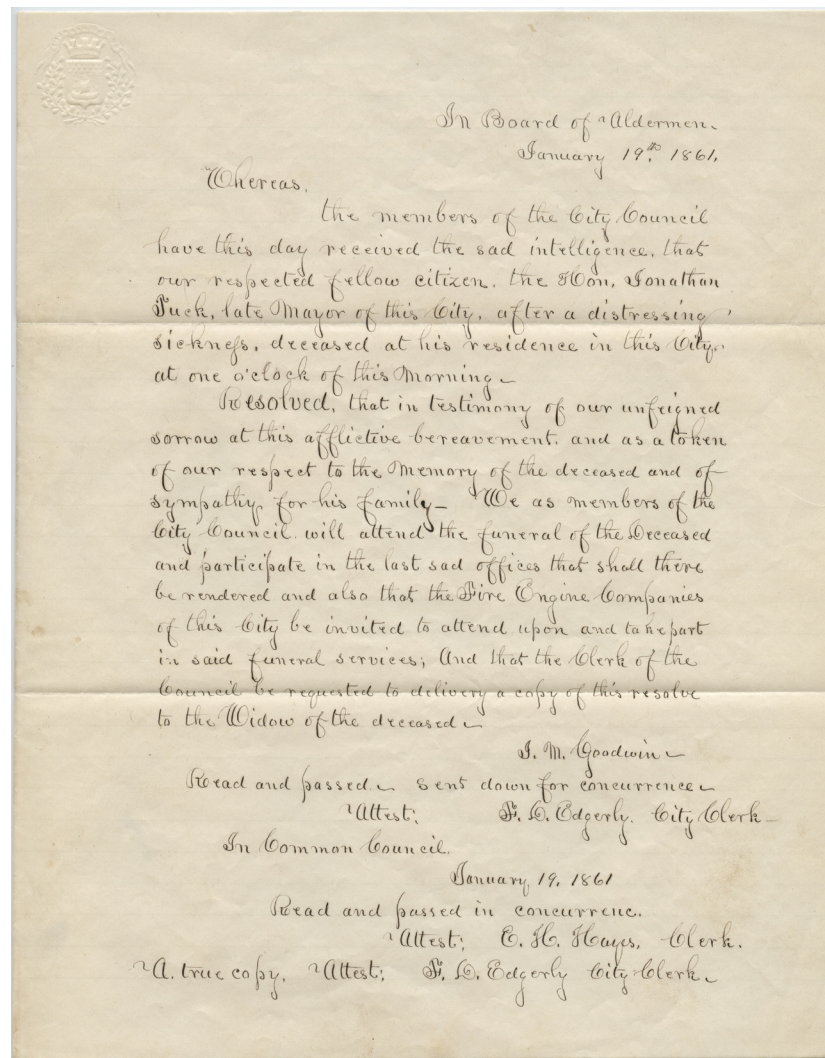 In Board of Aldermen.
January 19th. 1861.
Whereas,
the members of the City Council
have this day received the sad intelligence, that
our respected fellow citizen, the Hon, Jonathan
Tuck, late Mayor of this City, after a distressing
sickness, deceased at his residence in this City,
at one o'clock of this Morning.
Resolved, that in testimony of our unfeigned
sorrow at this afflictive bereavement, and as a token
of our respect to the Memory of the deceased and of
sympathy for his family– We as members of the
City Council, will attend the funeral of the Deceased
and participate in the last sad offices that shall there
be rendered and also that the Fire Engine Companies
of this City be invited to attend upon and take part
in said funeral services; And that the Clerk of the
Council be requested to delivery a copy of this resolve
to the Widow of the deceased.
J. M. Goodwin
Read and passed. Sent down for concurrence
Attest; F. D. Edgerly. City Clerk–
In Common Council.
January, 19, 1861
Read and passed in concurrenc.
Attest; E. H. Hayes, Clerk.
A. true copy, Attest; F. D. Edgerly City Clerk.